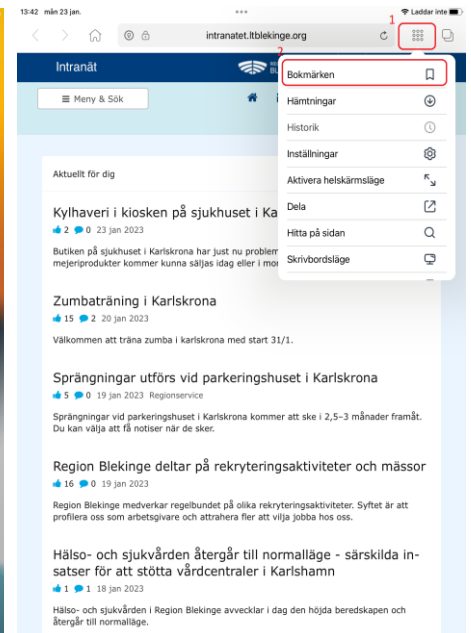 13:42 mån 23 jan.
Laddar inte
1
intranatet.ltblekinge.org
2
Intranät
Bokmärken
Meny & Sök
Hämtningar
Historik
Inställningar
Aktuellt för dig
Aktivera helskärmsläge
Dela
Kylhaveri i kiosken på sjukhuset i Ka
2 0 23 jan 2023
Hitta på sidan
Butiken på sjukhuset i Karlskrona har just nu problem
mejeriprodukter kommer kunna säljas idag eller i mor
Skrivbordsläge
Zumbaträning i Karlskrona
15 2 20 jan 2023
Välkommen att träna zumba i karlskrona med start 31/1.
Sprängningar utförs vid parkeringshuset i Karlskrona
5 0 19 jan 2023 Regionservice
Sprängningar vid parkeringshuset i Karlskrona kommer att ske i 2,5–3 månader framåt.
Du kan välja att få notiser när de sker.
Region Blekinge deltar på rekryteringsaktiviteter och mässor
16 0 19 jan 2023
Region Blekinge medverkar regelbundet på olika rekryteringsaktiviteter. Syftet är att
profilera oss som arbetsgivare och attrahera fler att vilja jobba hos oss.
Hälso- och sjukvården återgår till normalläge - särskilda in-
satser för att stötta vårdcentraler i Karlshamn
1 1 18 jan 2023
Hälso- och sjukvården i Region Blekinge avvecklar i dag den höjda beredskapen och
återgår till normalläge.